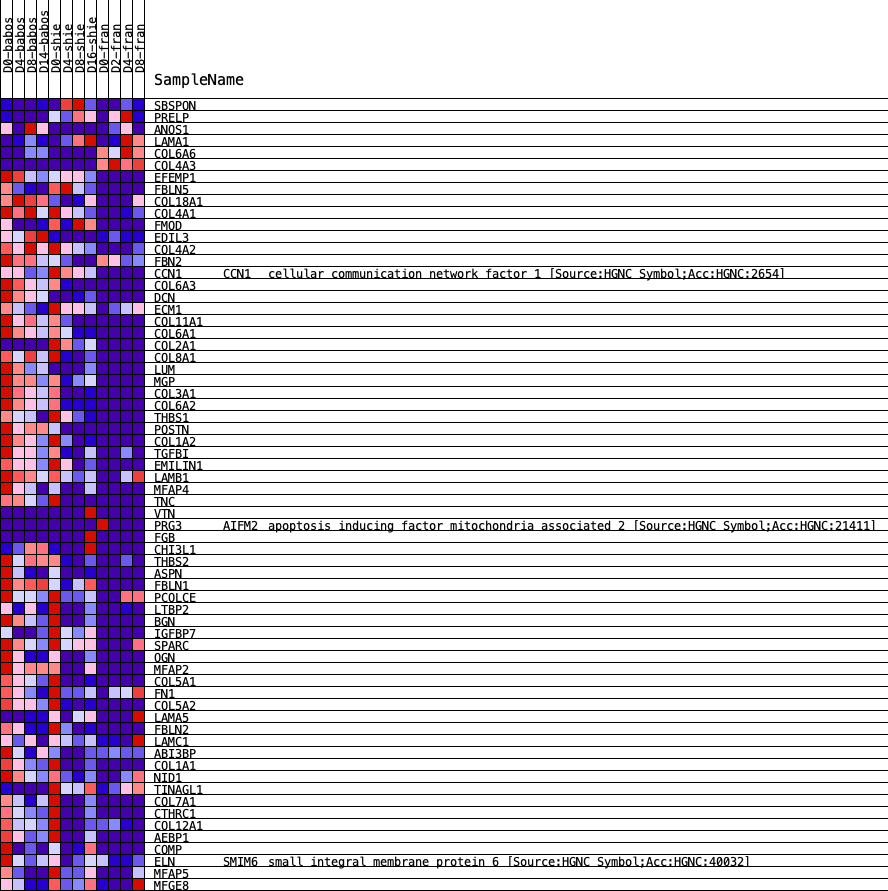 D0-babos
D4-babos
D8-babos
D14-babos
D0-shie
D4-shie
D8-shie
D16-shie
D0-fran
D2-fran
D4-fran
D8-fran
SampleName
SBSPON
PRELP
ANOS1
LAMA1
COL6A6
COL4A3
EFEMP1
FBLN5
COL18A1
COL4A1
FMOD
EDIL3
COL4A2
FBN2
CCN1 CCN1 cellular communication network factor 1 [Source:HGNC Symbol;Acc:HGNC:2654]
COL6A3
DCN
ECM1
COL11A1
COL6A1
COL2A1
COL8A1
LUM
MGP
COL3A1
COL6A2
THBS1
POSTN
COL1A2
TGFBI
EMILIN1
LAMB1
MFAP4
TNC
VTN
PRG3 AIFM2 apoptosis inducing factor mitochondria associated 2 [Source:HGNC Symbol;Acc:HGNC:21411]
FGB
CHI3L1
THBS2
ASPN
FBLN1
PCOLCE
LTBP2
BGN
IGFBP7
SPARC
OGN
MFAP2
COL5A1
FN1
COL5A2
LAMA5
FBLN2
LAMC1
ABI3BP
COL1A1
NID1
TINAGL1
COL7A1
CTHRC1
COL12A1
AEBP1
COMP
ELN SMIM6 small integral membrane protein 6 [Source:HGNC Symbol;Acc:HGNC:40032]
MFAP5
MFGE8